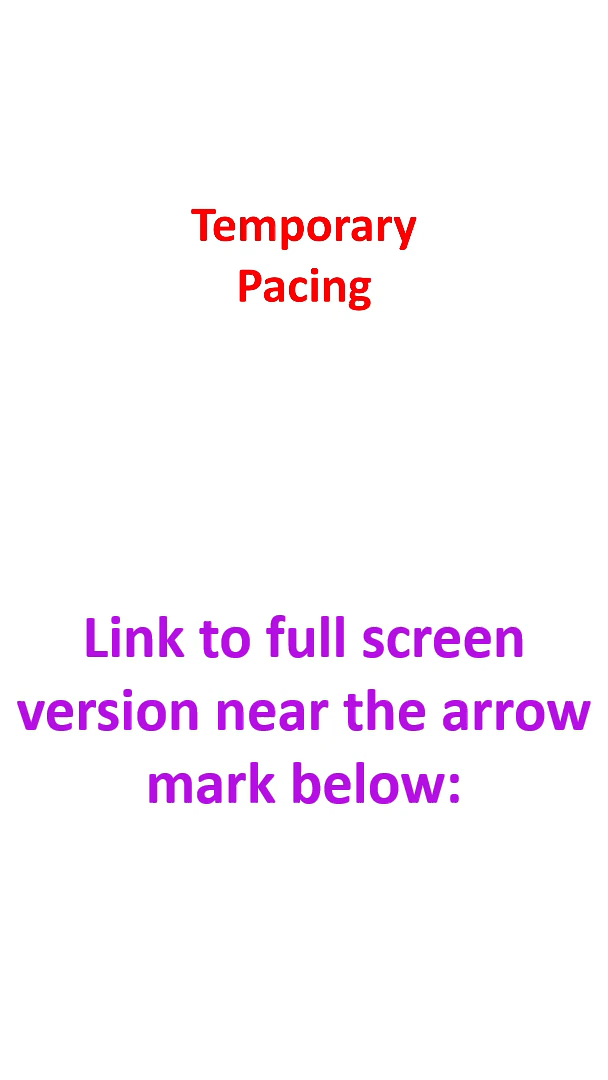 Temporary
Pacing
Link to full screen
version near the arrow
mark below: